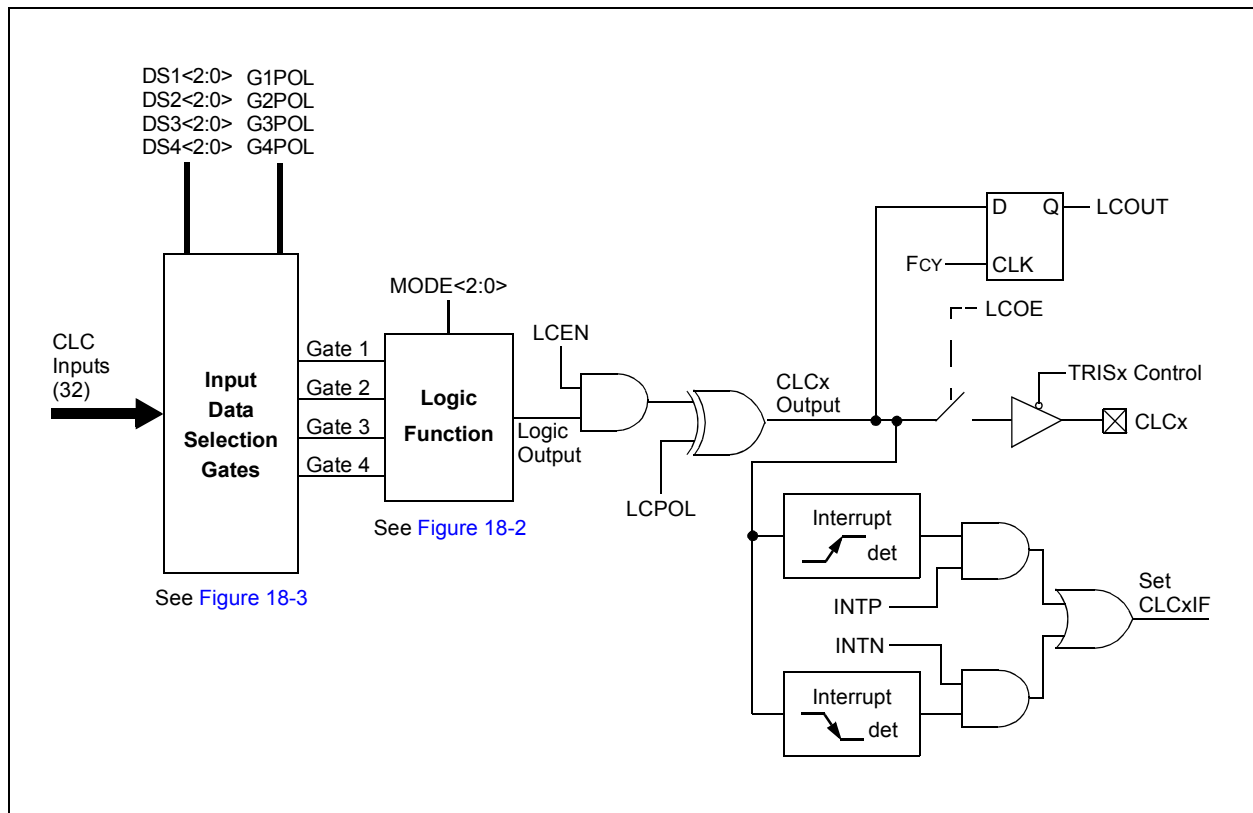 DS1<2:0> G1POL
DS2<2:0> G2POL
DS3<2:0> G3POL
DS4<2:0> G4POL
D Q LCOUT
FCY CLK
MODE<2:0>
LCOE
LCEN
CLC
Inputs
(32)
Input
Data
Selection
Gates
Gate 1
Gate 2
Gate 3
Gate 4
Logic
Function
Logic
Output
CLCx
Output
TRISx Control
CLCx
LCPOL
See Figure 18-2
See Figure 18-3
Interrupt
det
INTP
Set
CLCxIF
INTN
Interrupt
det